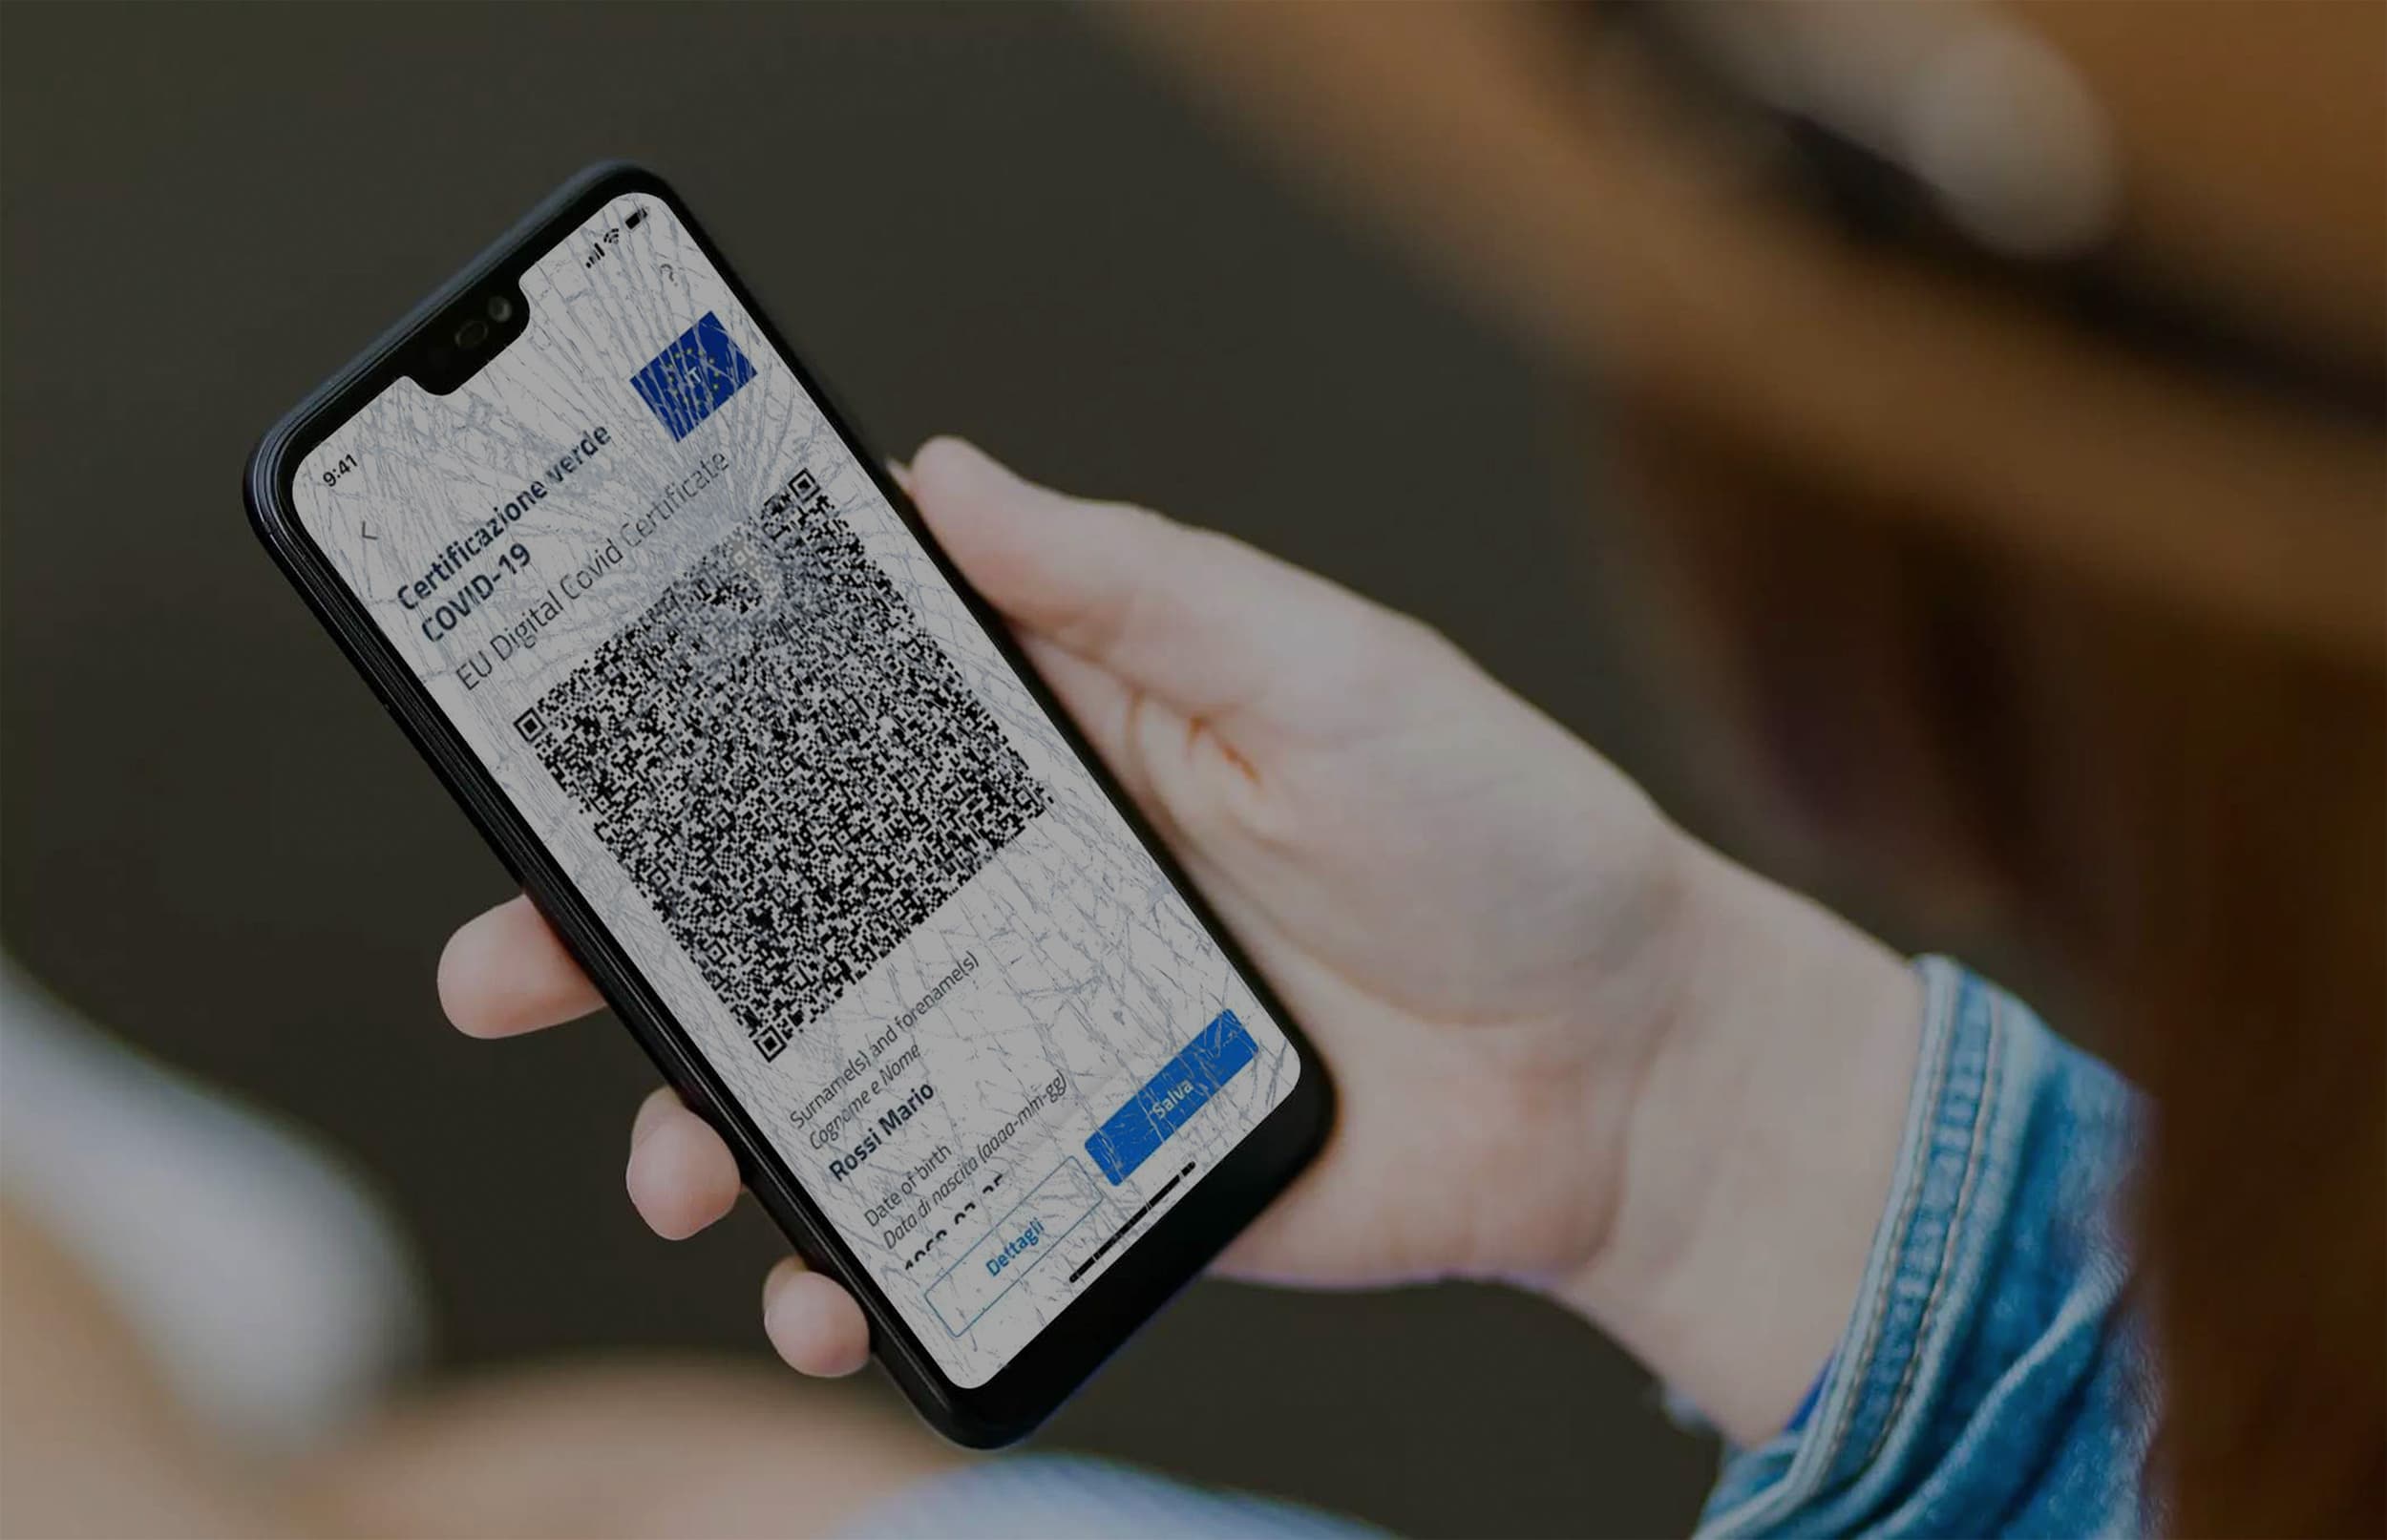 9:41
?
IT
Certificazione verde
COVID-19
EU Digital Covid Certificate
Surname(s) and forename(s)
Cognome e Nome
Rossi Mario
Date of birth
Data di nascita (aaaa-mm-gg)
Dettagli
Salva